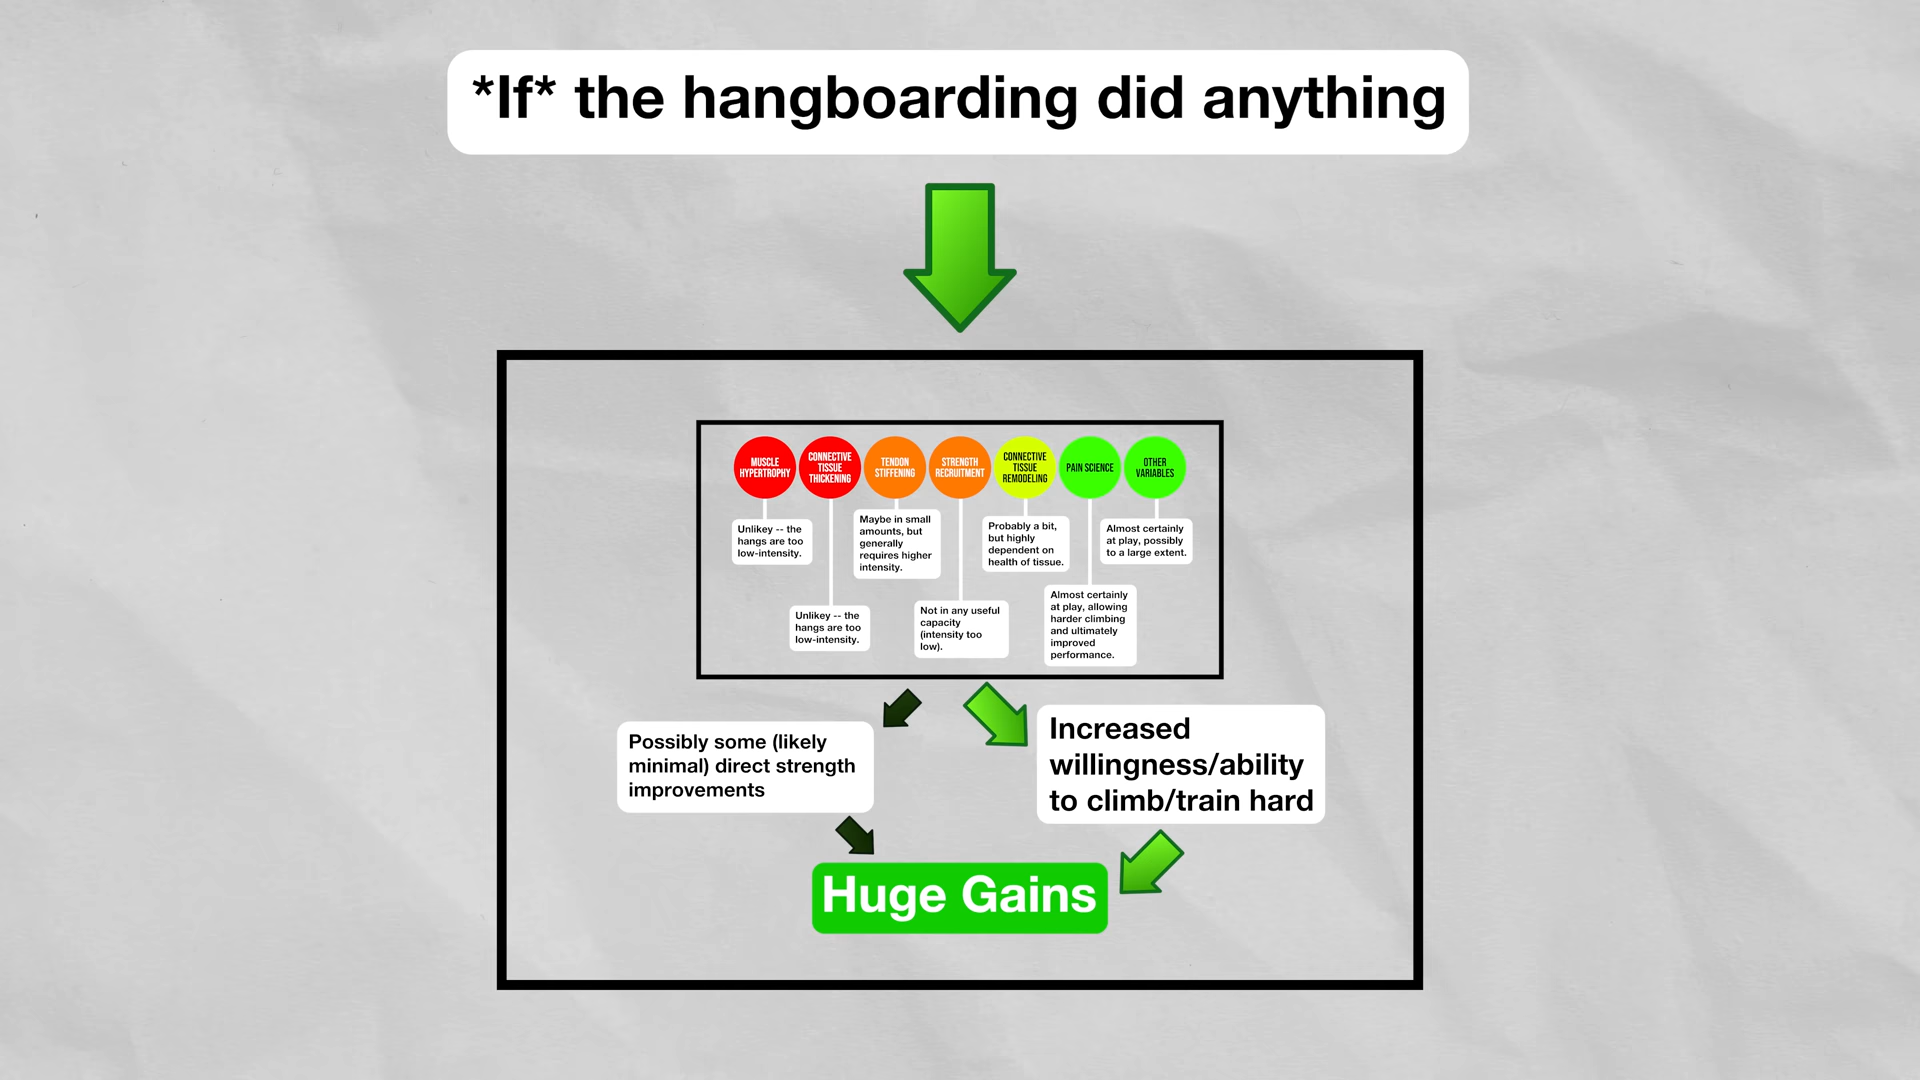 *If* the hangboarding did anything
MUSCLE
HYPERTROPHY
CONNECTIVE
TISSUE
THICKENING
TENDON
STIFFENING
STRENGTH
RECRUITMENT
CONNECTIVE
TISSUE
REMODELING
PAIN SCIENCE
OTHER
VARIABLES
Unlikey -- the
hangs are too
low-intensity.
Unlikey -- the
hangs are too
low-intensity.
Maybe in small
amounts, but
generally
requires higher
intensity.
Not in any useful
capacity
(intensity too
low).
Probably a bit,
but highly
dependent on
health of tissue.
Almost certainly
at play, allowing
harder climbing
and ultimately
improved
performance.
Almost certainly
at play, possibly
to a large extent.
Possibly some (likely
minimal) direct strength
improvements
Increased
willingness/ability
to climb/train hard
Huge Gains